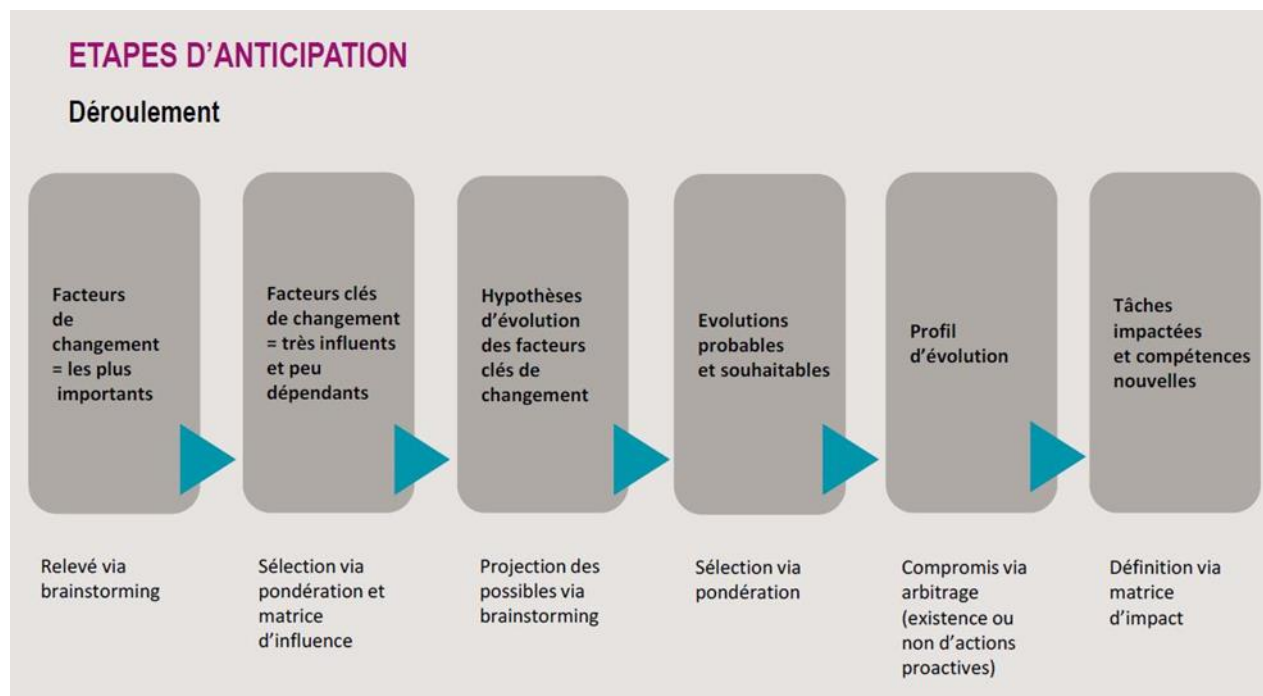 ETAPES D'ANTICIPATION
Déroulement
Facteurs
de
changement
= les plus
importants
Facteurs clés
de changement
= très influents
et peu
dépendants
Hypothèses
d'évolution
des facteurs
clés de
changement
Evolutions
probables
et souhaitables
Profil
d'évolution
Tâches
impactées
et compétences
nouvelles
Relevé via
brainstorming
Sélection via
pondération et
matrice
d'influence
Projection des
possibles via
brainstorming
Sélection via
pondération
Compromis via
arbitrage
(existence ou
non d'actions
proactives)
Définition via
matrice
d'impact